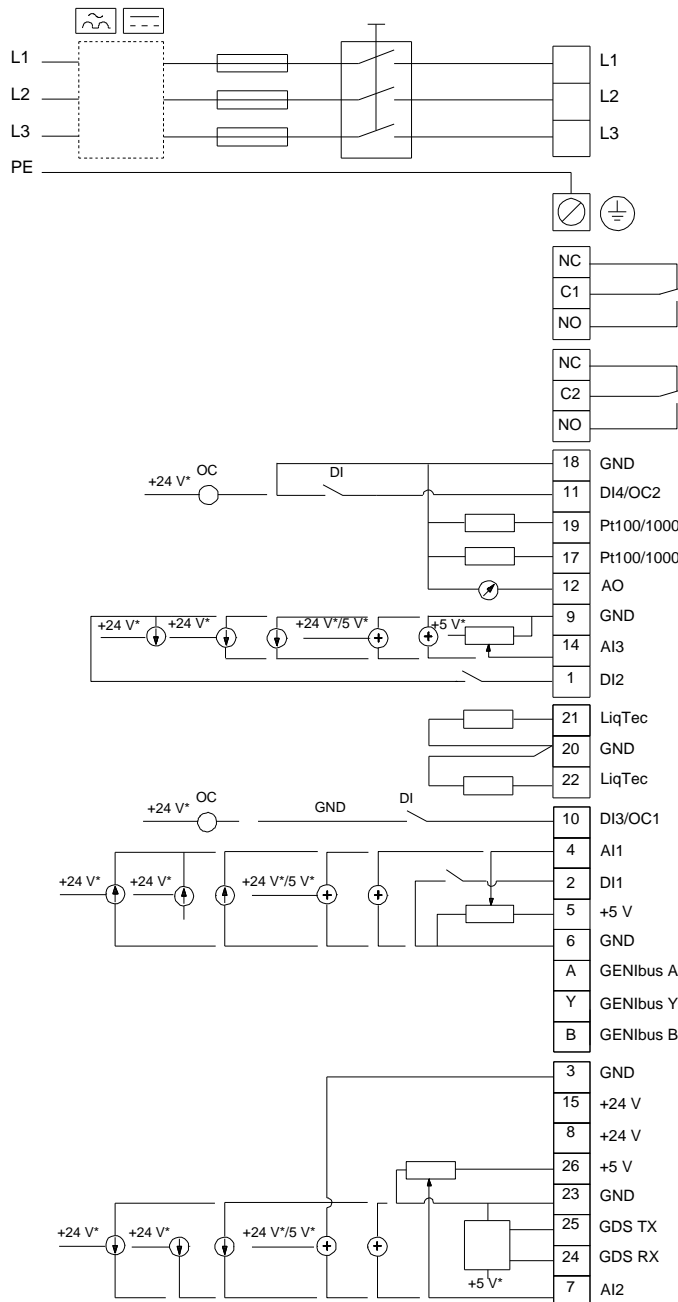 L1 L1
L2 L2
L3 L3
PE
NC
C1
NO
NC
C2
NO
+24 V* OC DI 18 GND
11 DI4/OC2
19 Pt100/1000
17 Pt100/1000
12 AO
+24 V* +24 V* +24 V*/5 V* +5 V* 9 GND
14 AI3
1 DI2
21 LiqTec
20 GND
22 LiqTec
+24 V* OC GND DI 10 DI3/OC1
4 AI1
+24 V* +24 V* +24 V*/5 V* 2 DI1
5 +5 V
6 GND
A GENIbus A
Y GENIbus Y
B GENIbus B
3 GND
15 +24 V
8 +24 V
26 +5 V
23 GND
25 GDS TX
+24 V* +24 V* +24 V*/5 V* 24 GDS RX
+5 V* 7 AI2